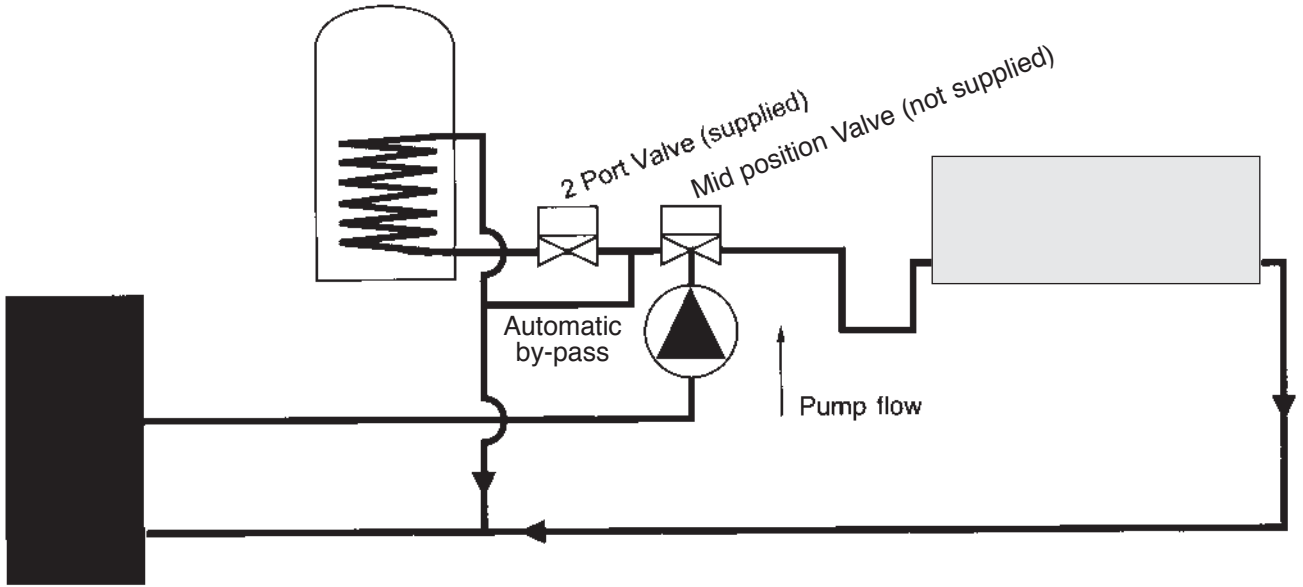 2 Port Valve (supplied)
Mid position Valve (not supplied)
Automatic
by-pass
Pump flow